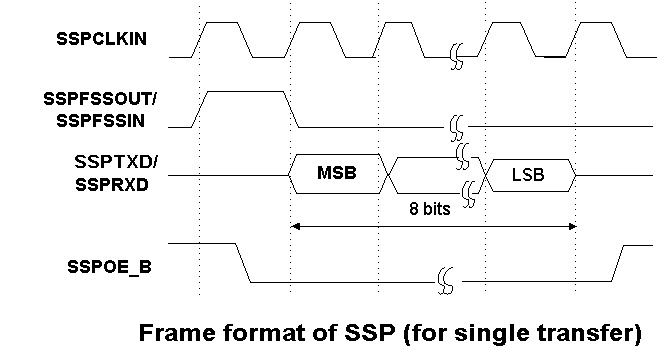 SSPCLKIN
SSPFSSOUT/
SSPFSSIN
SSPTXD/
SSPRXD
MSB
LSB
8 bits
SSPOE_B
Frame format of SSP (for single transfer)